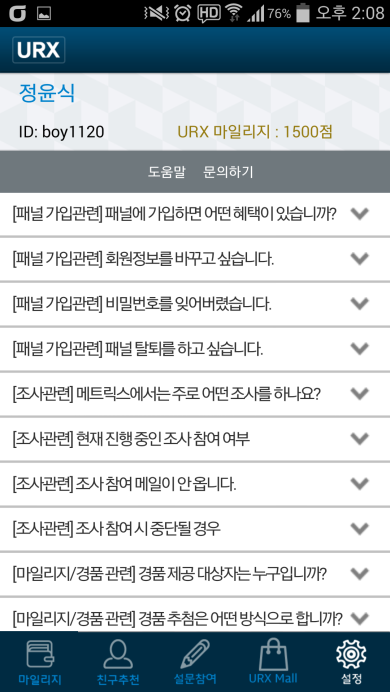 HD 76% 오후 2:08
URX
정윤식
ID: boy1120 URX 마일리지 : 1500점
도움말 문의하기
[패널 가입관련] 패널에 가입하면 어떤 혜택이 있습니까?
[패널 가입관련] 회원정보를 바꾸고 싶습니다.
[패널 가입관련] 비밀번호를 잊어버렸습니다.
[패널 가입관련] 패널 탈퇴를 하고 싶습니다.
[조사관련] 메트릭스에서는 주로 어떤 조사를 하나요?
[조사관련] 현재 진행 중인 조사 참여 여부
[조사관련] 조사 참여 메일이 안 옵니다.
[조사관련] 조사 참여 시 중단될 경우
[마일리지/경품 관련] 경품 제공 대상자는 누구입니까?
[마일리지/경품 관련] 경품 추첨은 어떤 방식으로 합니까?
마일리지 친구추천 설문참여 URX Mall 설정